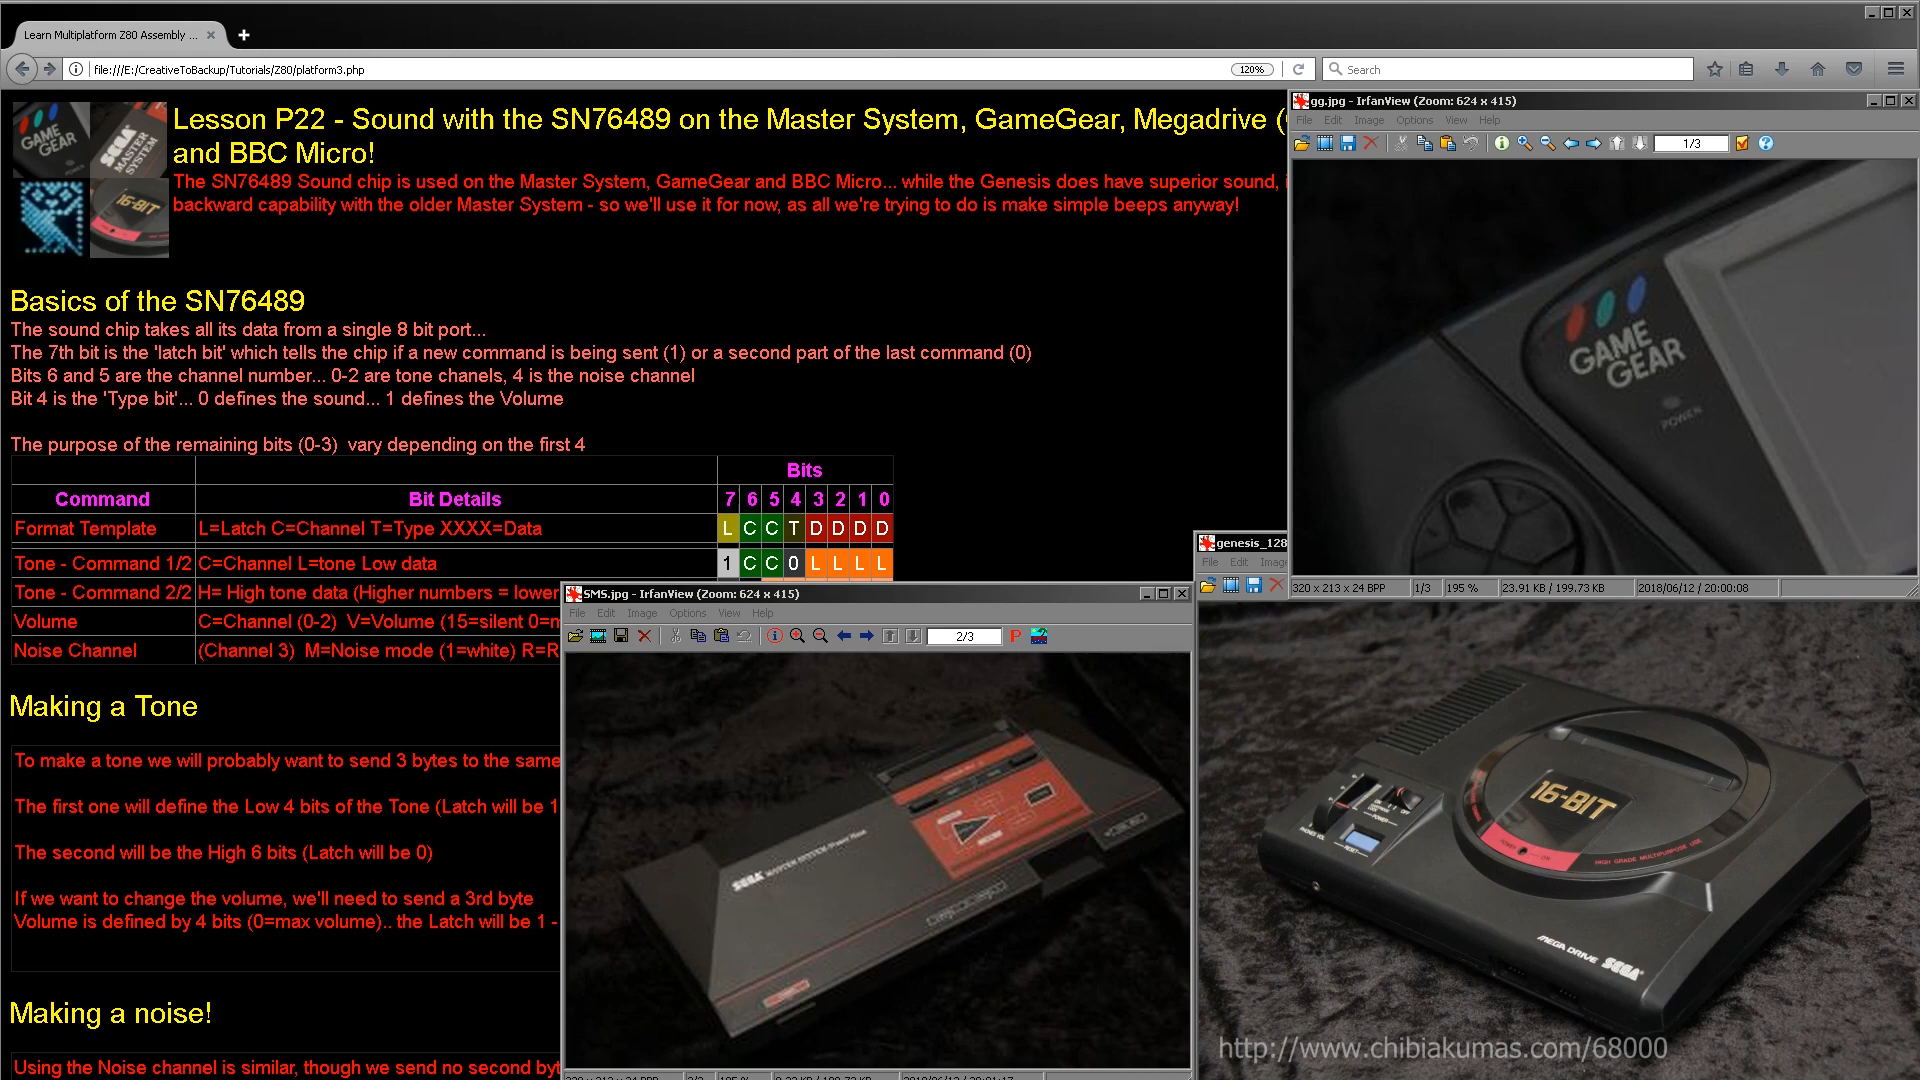 Learn Multiplatform Z80 Assembly ...
file:///E:/CreativeToBackup/Tutorials/Z80/platform3.php
120%
Search
GAME GEAR
SEGA MASTER SYSTEM
16-BIT
Lesson P22 - Sound with the SN76489 on the Master System, GameGear, Megadrive (
and BBC Micro!
The SN76489 Sound chip is used on the Master System, GameGear and BBC Micro... while the Genesis does have superior sound, i
backward capability with the older Master System - so we'll use it for now, as all we're trying to do is make simple beeps anyway!
Basics of the SN76489
The sound chip takes all its data from a single 8 bit port...
The 7th bit is the 'latch bit' which tells the chip if a new command is being sent (1) or a second part of the last command (0)
Bits 6 and 5 are the channel number... 0-2 are tone chanels, 4 is the noise channel
Bit 4 is the 'Type bit'... 0 defines the sound... 1 defines the Volume
The purpose of the remaining bits (0-3) vary depending on the first 4
Bits
Command Bit Details 7 6 5 4 3 2 1 0
Format Template L=Latch C=Channel T=Type XXXX=Data L C C T D D D D
Tone - Command 1/2 C=Channel L=tone Low data 1 C C 0 L L L L
Tone - Command 2/2 H= High tone data (Higher numbers = lower
Volume C=Channel (0-2) V=Volume (15=silent 0=m
Noise Channel (Channel 3) M=Noise mode (1=white) R=R
Making a Tone
To make a tone we will probably want to send 3 bytes to the same
The first one will define the Low 4 bits of the Tone (Latch will be 1
The second will be the High 6 bits (Latch will be 0)
If we want to change the volume, we'll need to send a 3rd byte
Volume is defined by 4 bits (0=max volume).. the Latch will be 1 -
Making a noise!
Using the Noise channel is similar, though we send no second byt
gg.jpg - IrfanView (Zoom: 624 x 415)
File Edit Image Options View Help
1/3
GAME
GEAR
POWER
320 x 213 x 24 BPP 1/3 195 % 23.91 KB / 199.73 KB 2018/06/12 / 20:00:08
genesis_128
File Edit Image
SMS.jpg - IrfanView (Zoom: 624 x 415)
File Edit Image Options View Help
2/3
SEGA MASTER SYSTEM
16-BIT
POWER
RESET
HIGH GRADE MULTIPURPOSE USE
MEGA DRIVE SEGA
http://www.chibiakumas.com/68000